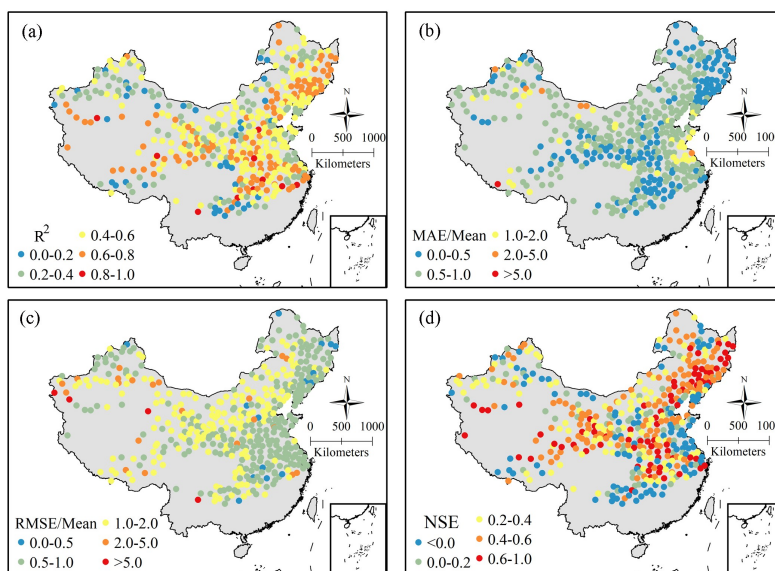 (a)
N
0 500 1000
Kilometers
R2
0.0-0.2
0.2-0.4
0.4-0.6
0.6-0.8
0.8-1.0
(b)
N
0 500 1000
Kilometers
MAE/Mean
0.0-0.5
0.5-1.0
1.0-2.0
2.0-5.0
>5.0
(c)
N
0 500 1000
Kilometers
RMSE/Mean
0.0-0.5
0.5-1.0
1.0-2.0
2.0-5.0
>5.0
(d)
N
0 500
Kilometers
NSE
<0.0
0.0-0.2
0.2-0.4
0.4-0.6
0.6-1.0